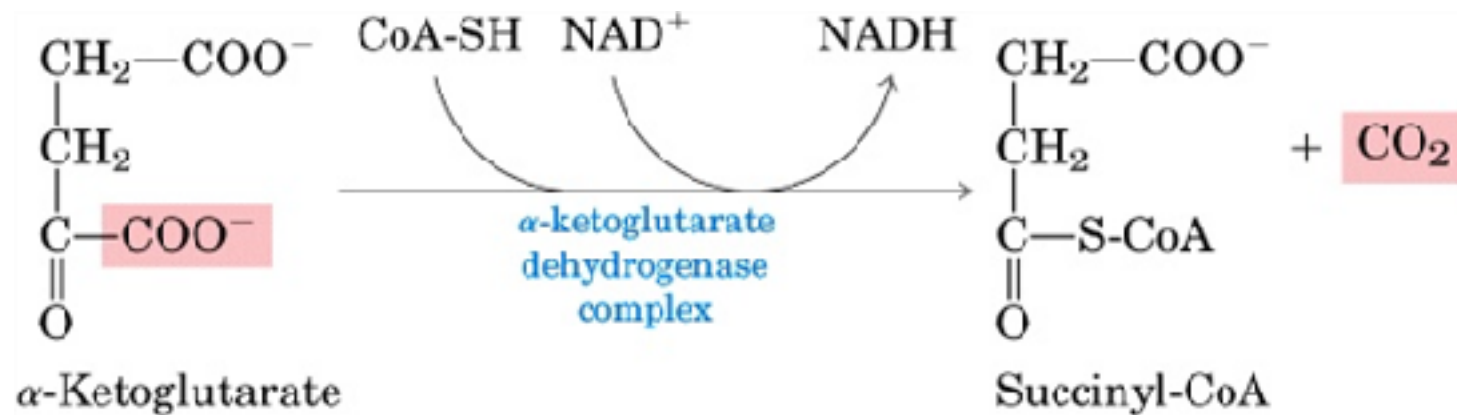 CH₂—COO⁻
CH₂
C—COO⁻
O
α-Ketoglutarate
CoA-SH NAD⁺ NADH
α-ketoglutarate
dehydrogenase
complex
CH₂—COO⁻
CH₂
C—S-CoA
O
Succinyl-CoA
+ CO₂